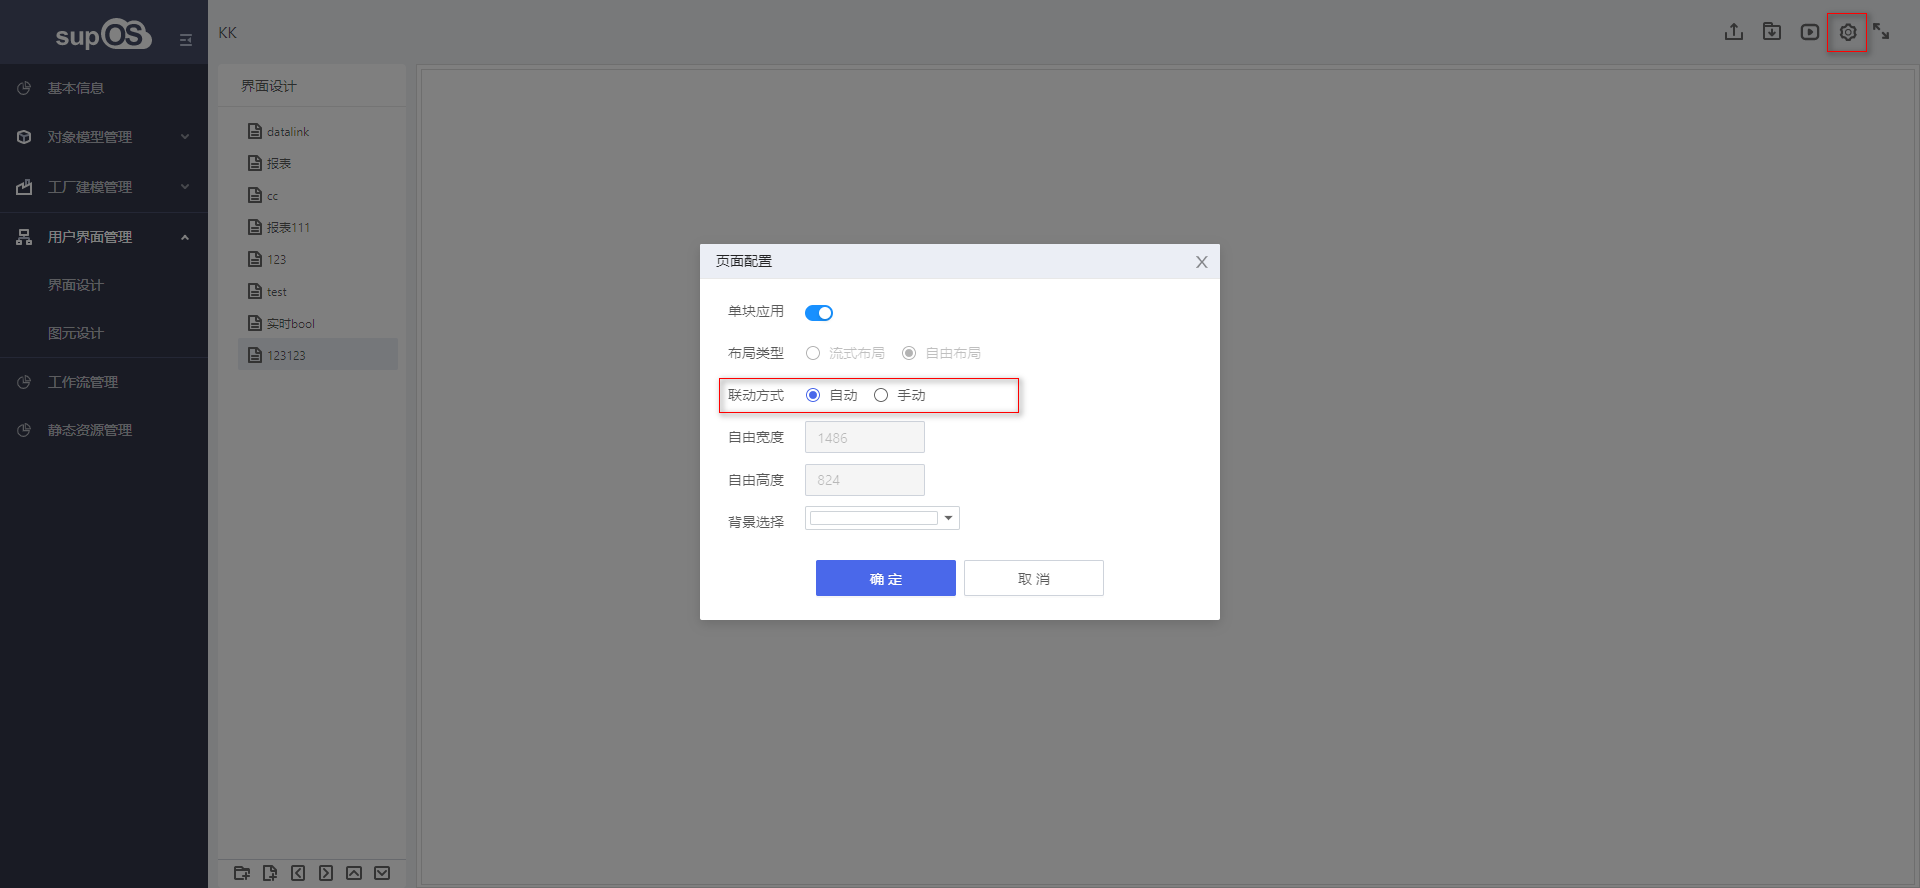 supOS
KK
基本信息
对象模型管理
工厂建模管理
用户界面管理
界面设计
图元设计
工作流管理
静态资源管理
界面设计
datalink
报表
cc
报表111
123
test
实时bool
123123
页面配置
X
单块应用
布局类型 流式布局 自由布局
联动方式 自动 手动
自由宽度 1486
自由高度 824
背景选择
确定 取消